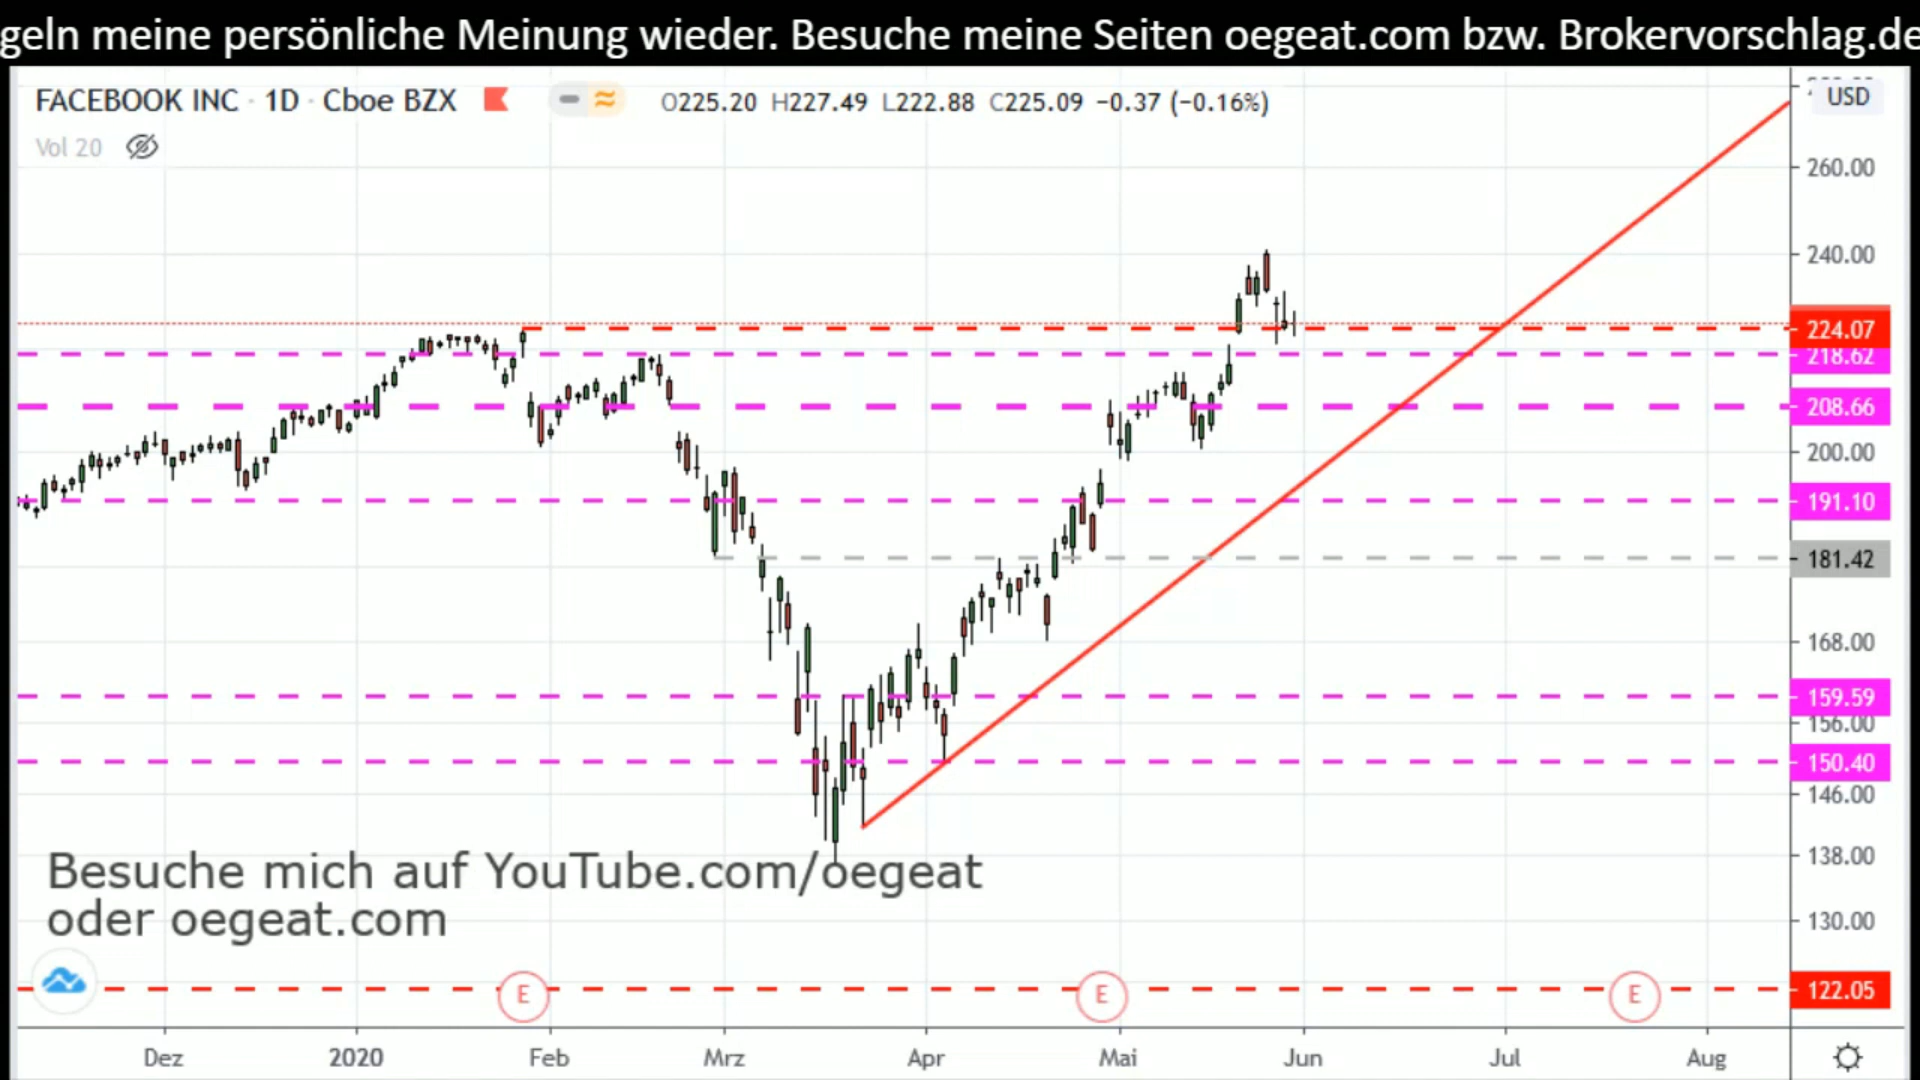 geln meine persönliche Meinung wieder. Besuche meine Seiten oegeat.com bzw. Brokervorschlag.de
FACEBOOK INC · 1D · Cboe BZX O225.20 H227.49 L222.88 C225.09 −0.37 (−0.16%)
USD
Vol 20
260.00
240.00
224.07
218.62
208.66
200.00
191.10
181.42
168.00
159.59
156.00
150.40
146.00
138.00
130.00
122.05
Besuche mich auf YouTube.com/oegeat
oder oegeat.com
E E E
Dez 2020 Feb Mrz Apr Mai Jun Jul Aug